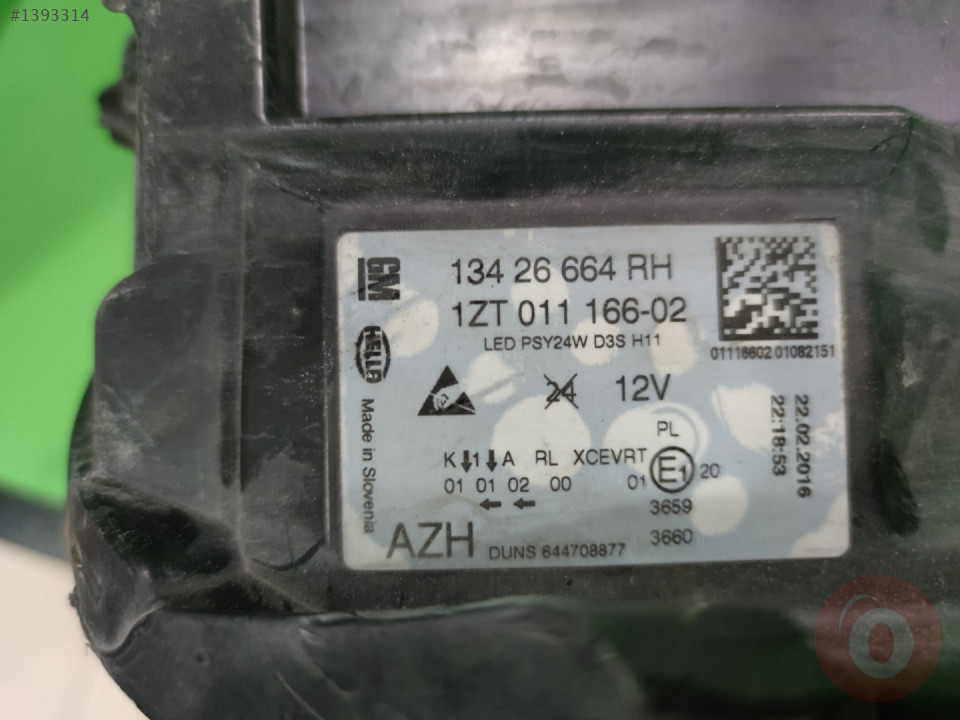 #1393314
GM
13 4 26 664 RH
1ZT 011 166-02
LED PSY24W D3S H11
01116602 01082151
HELLA
24 12V
Made in Slovenia
22.02.2016
22:18:53
PL
K 1 A RL XCEVRT E1 20
01 01 02 00 01
3659
3660
AZH DUNS 644708877
O